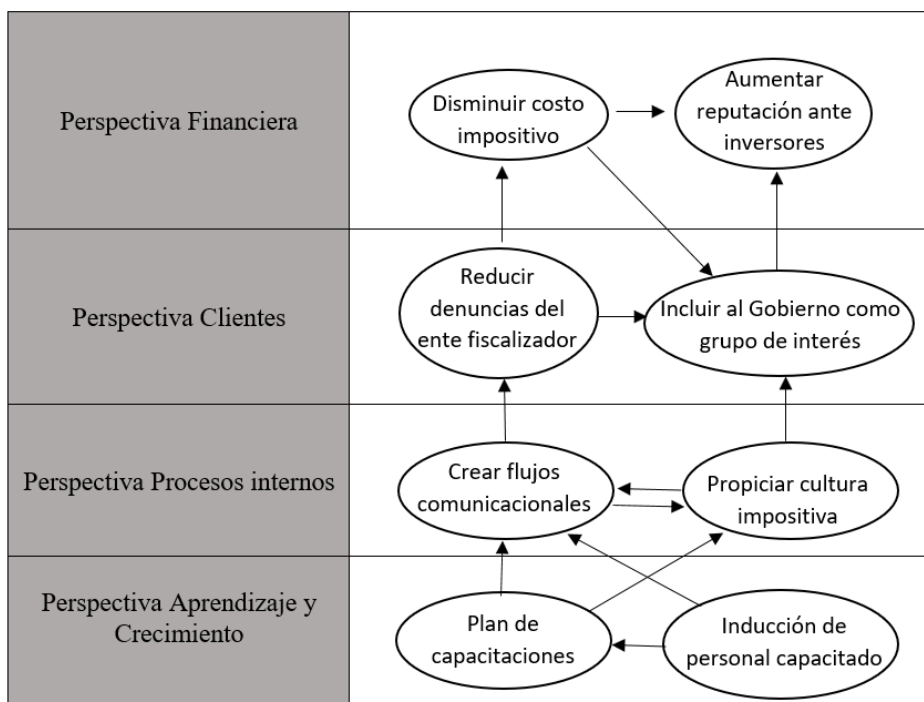 Perspectiva Financiera
Disminuir costo
impositivo
Aumentar
reputación ante
inversores
Perspectiva Clientes
Reducir
denuncias del
ente fiscalizador
Incluir al Gobierno como
grupo de interés
Perspectiva Procesos internos
Crear flujos
comunicacionales
Propiciar cultura
impositiva
Perspectiva Aprendizaje y
Crecimiento
Plan de
capacitaciones
Inducción de
personal capacitado